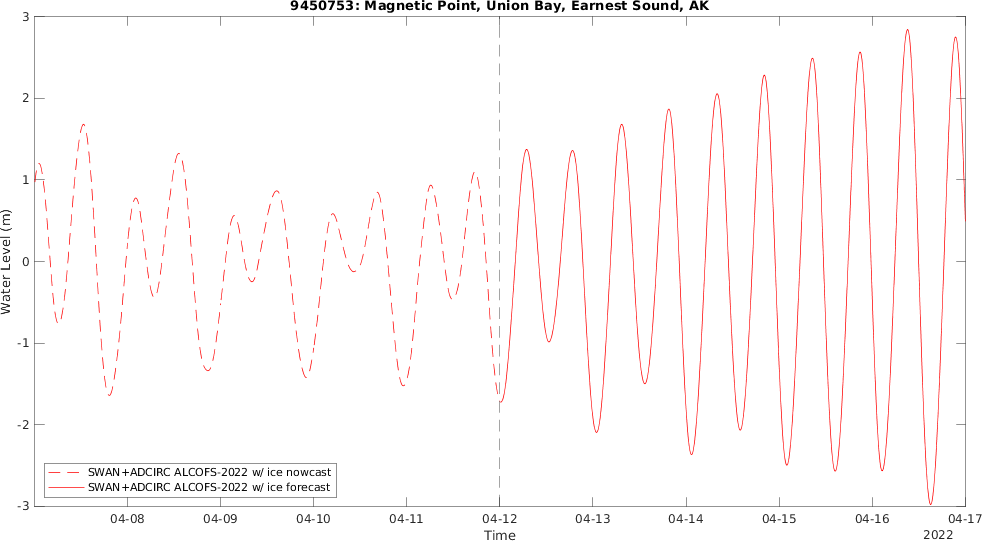 9450753: Magnetic Point, Union Bay, Earnest Sound, AK
3
2
1
0
-1
-2
-3
Water Level (m)
SWAN+ADCIRC ALCOFS-2022 w/ ice nowcast
SWAN+ADCIRC ALCOFS-2022 w/ ice forecast
04-08 04-09 04-10 04-11 04-12 04-13 04-14 04-15 04-16 04-17
Time
2022